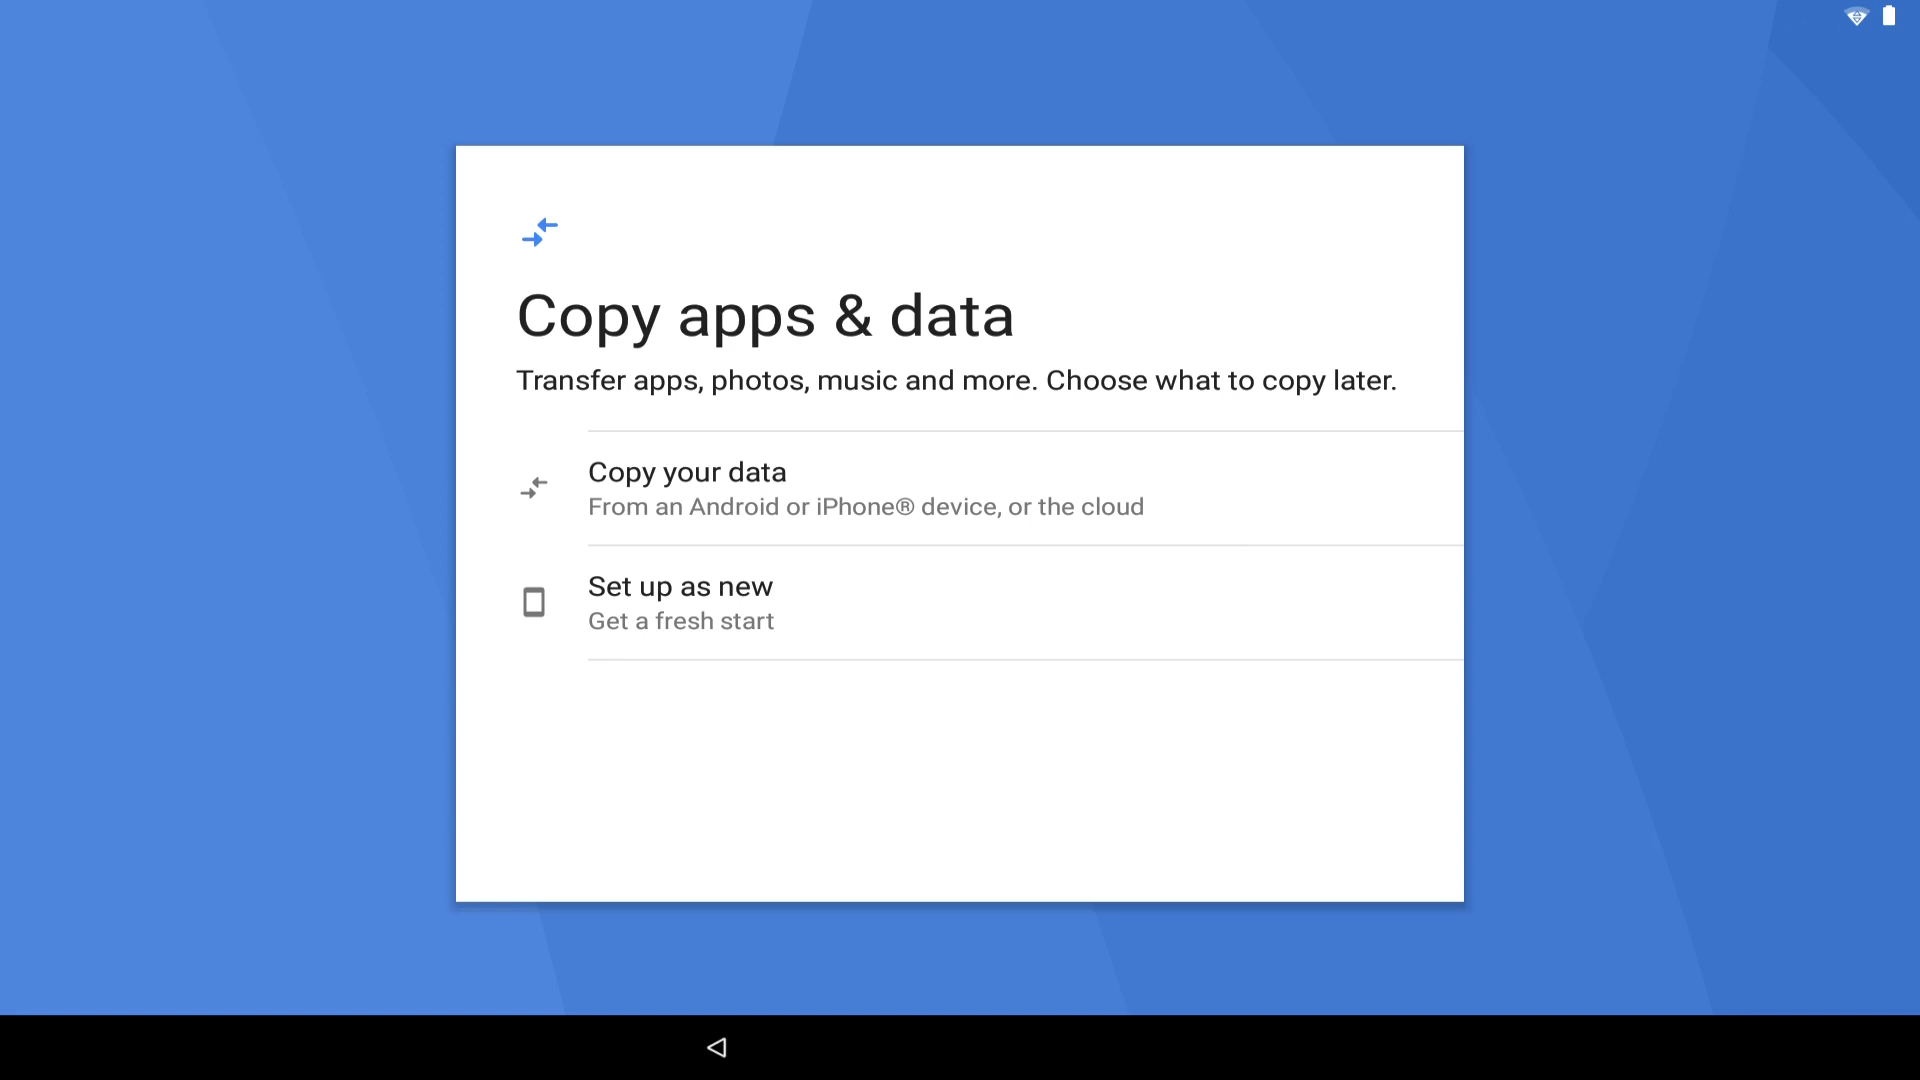 Copy apps & data
Transfer apps, photos, music and more. Choose what to copy later.
Copy your data
From an Android or iPhone® device, or the cloud
Set up as new
Get a fresh start